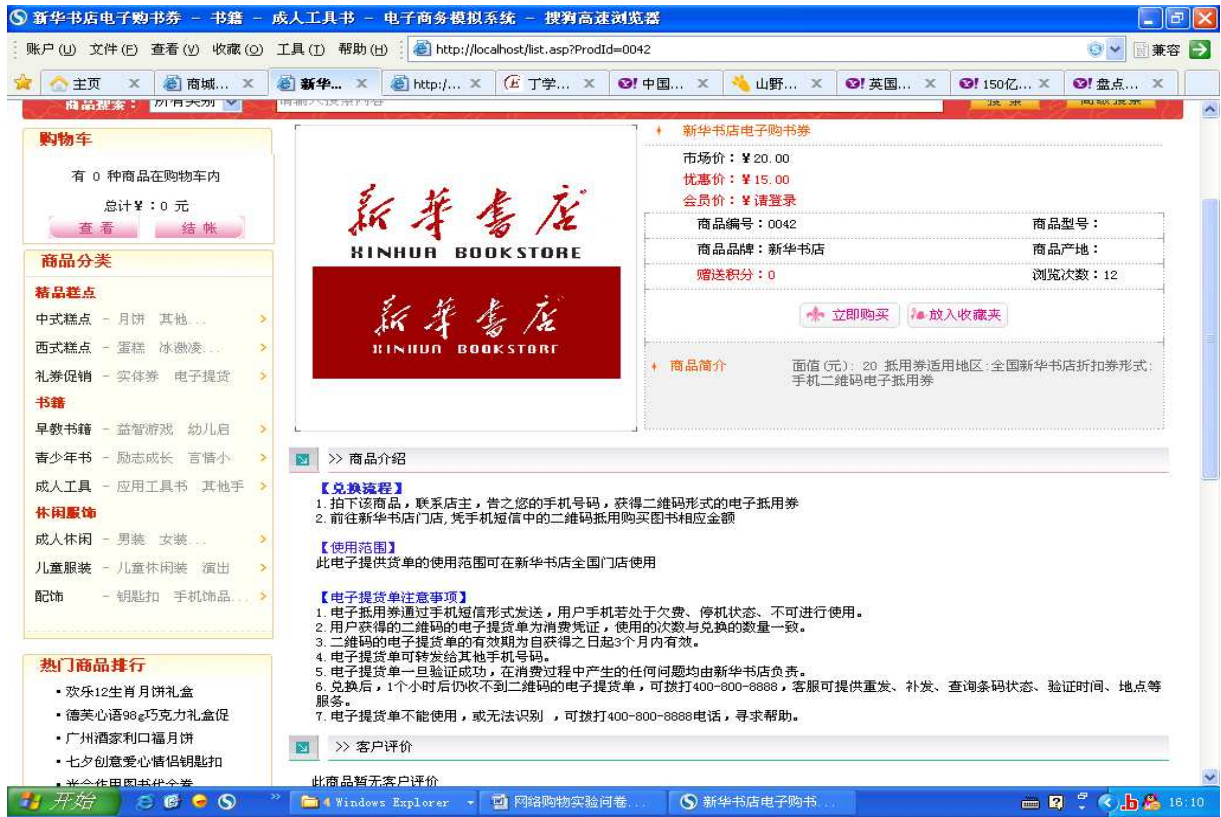 新华书店电子购书券 - 书籍 - 成人工具书 - 电子商务模拟系统 - 搜狗高速浏览器
账户(U) 文件(F) 查看(V) 收藏(O) 工具(T) 帮助(H) http://localhost/list.asp?ProdId=0042 兼容
主页 x 商城... x 新华... x http:/... x 丁学... x 中国... x 山野... x 英国... x 150亿... x 盘点... x
商品搜索： 所有类别 请输入搜索内容 搜 索 高级搜索
购物车
有 0 种商品在购物车内
总计￥：0 元
查 看 结 帐
商品分类
精品糕点
中式糕点 - 月饼 其他... >
西式糕点 - 蛋糕 冰激凌... >
礼券促销 - 实体券 电子提货 >
书籍
早教书籍 - 益智游戏 幼儿启 >
青少年书 - 励志成长 言情小 >
成人工具 - 应用工具书 其他手 >
休闲服饰
成人休闲 - 男装 女装... >
儿童服装 - 儿童休闲装 演出 >
配饰 - 钥匙扣 手机饰品... >
热门商品排行
▪ 欢乐12生肖月饼礼盒
▪ 德芙心语98g巧克力礼盒促
▪ 广州酒家利口福月饼
▪ 七夕创意爱心情侣钥匙扣
▪ 光合作用图书代金券
新华书店
XINHUA BOOKSTORE
新华书店
XINHUA BOOKSTORE
新华书店电子购书券
市场价：￥20.00
优惠价：￥15.00
会员价：￥请登录
商品编号：0042 商品型号：
商品品牌：新华书店 商品产地：
赠送积分：0 浏览次数：12
立即购买 放入收藏夹
商品简介 面值(元): 20 抵用券适用地区:全国新华书店折扣券形式:
手机二维码电子抵用券
>> 商品介绍
【兑换流程】
1. 拍下该商品，联系店主，告之您的手机号码，获得二维码形式的电子抵用券
2. 前往新华书店门店,凭手机短信中的二维码抵用购买图书相应金额
【使用范围】
此电子提供货单的使用范围可在新华书店全国门店使用
【电子提货单注意事项】
1. 电子抵用券通过手机短信形式发送，用户手机若处于欠费、停机状态、不可进行使用。
2. 用户获得的二维码的电子提货单为消费凭证，使用的次数与兑换的数量一致。
3. 二维码的电子提货单的有效期为自获得之日起3个月内有效。
4. 电子提货单可转发给其他手机号码。
5. 电子提货单一旦验证成功，在消费过程中产生的任何问题均由新华书店负责。
6. 兑换后，1个小时后仍收不到二维码的电子提货单，可拨打400-800-8888，客服可提供重发、补发、查询条码状态、验证时间、地点等
服务。
7. 电子提货单不能使用，或无法识别 ，可拨打400-800-8888电话，寻求帮助。
>> 客户评价
此商品暂无客户评价
开始 » 4 Windows Explorer 网络购物实验问卷... 新华书店电子购书... 16:10